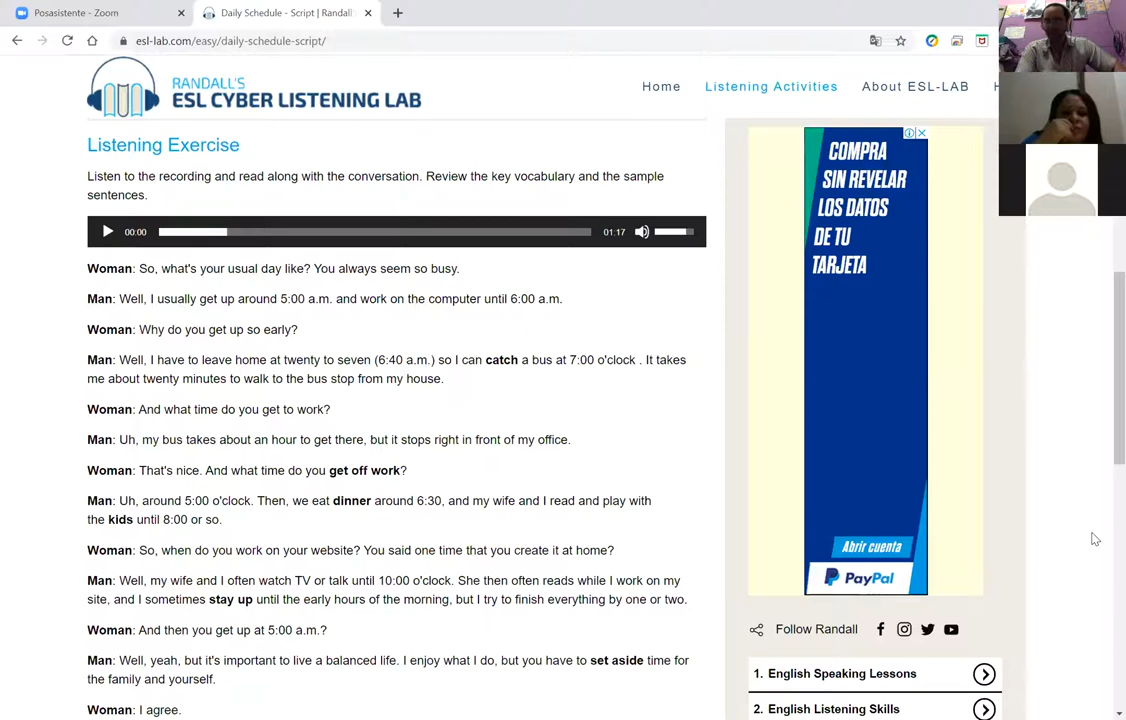 Posasistente - Zoom
Daily Schedule - Script | Randall'
esl-lab.com/easy/daily-schedule-script/
RANDALL'S
ESL CYBER LISTENING LAB
Home
Listening Activities
About ESL-LAB
H
Listening Exercise
Listen to the recording and read along with the conversation. Review the key vocabulary and the sample
sentences.
00:00
01:17
Woman: So, what's your usual day like? You always seem so busy.
Man: Well, I usually get up around 5:00 a.m. and work on the computer until 6:00 a.m.
Woman: Why do you get up so early?
Man: Well, I have to leave home at twenty to seven (6:40 a.m.) so I can catch a bus at 7:00 o'clock . It takes
me about twenty minutes to walk to the bus stop from my house.
Woman: And what time do you get to work?
Man: Uh, my bus takes about an hour to get there, but it stops right in front of my office.
Woman: That's nice. And what time do you get off work?
Man: Uh, around 5:00 o'clock. Then, we eat dinner around 6:30, and my wife and I read and play with
the kids until 8:00 or so.
Woman: So, when do you work on your website? You said one time that you create it at home?
Man: Well, my wife and I often watch TV or talk until 10:00 o'clock. She then often reads while I work on my
site, and I sometimes stay up until the early hours of the morning, but I try to finish everything by one or two.
Woman: And then you get up at 5:00 a.m.?
Man: Well, yeah, but it's important to live a balanced life. I enjoy what I do, but you have to set aside time for
the family and yourself.
Woman: I agree.
COMPRA
SIN REVELAR
LOS DATOS
DE TU
TARJETA
Abrir cuenta
PayPal
Follow Randall
1. English Speaking Lessons
2. English Listening Skills